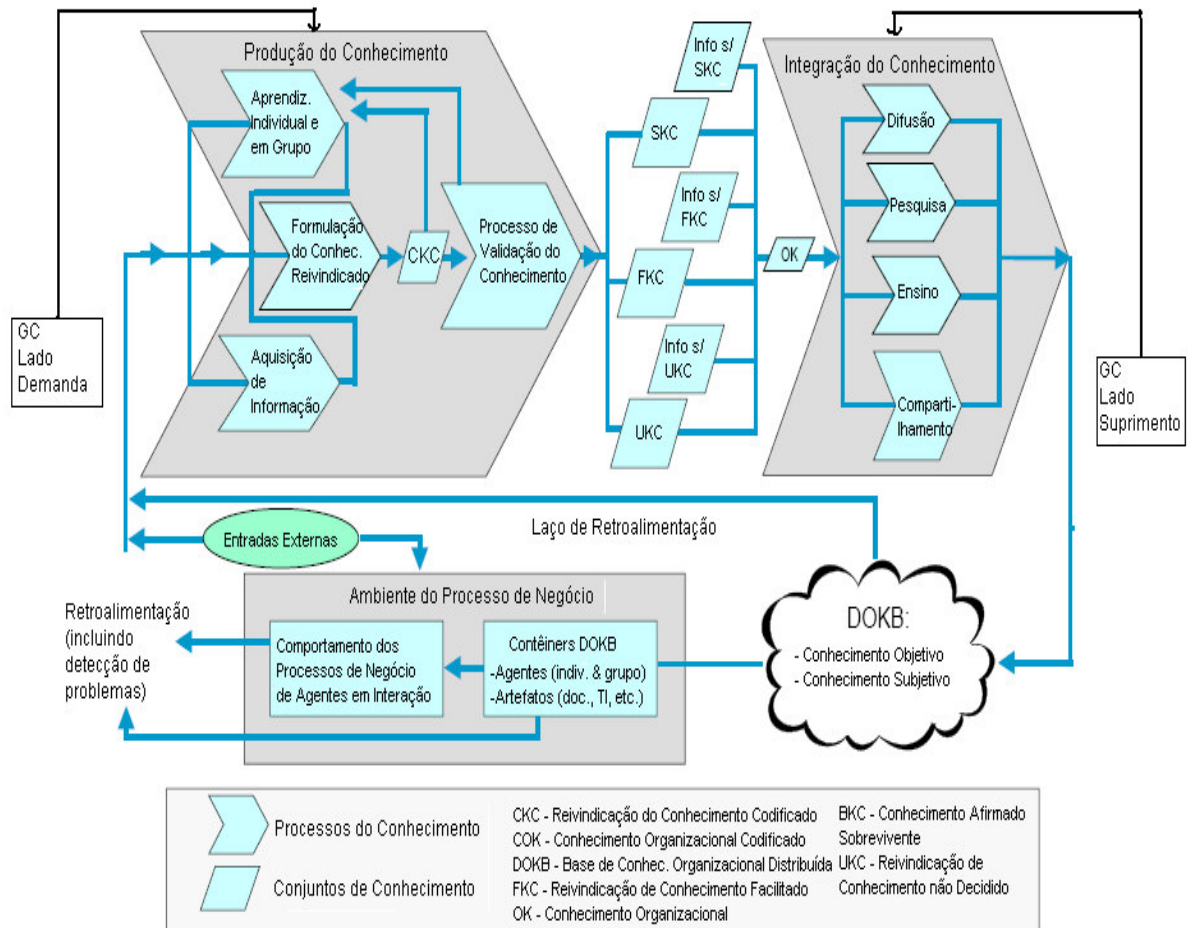 Produção do Conhecimento
Aprendiz.
Individual e
em Grupo
Formulação
do Conhec.
Reivindicado
CKC
Processo de
Validação do
Conhecimento
Aquisição
de
Informação
GC
Lado
Demanda
Info s/
SKC
SKC
Info s/
FKC
FKC
Info s/
UKC
UKC
OK
Integração do Conhecimento
Difusão
Pesquisa
Ensino
Comparti-
lhamento
GC
Lado
Suprimento
Laço de Retroalimentação
Entradas Externas
Retroalimentação
(incluindo
detecção de
problemas)
Ambiente do Processo de Negócio
Comportamento dos
Processos de Negócio
de Agentes em Interação
Contêiners DOKB
-Agentes (indiv. & grupo)
-Artefatos (doc., TI, etc.)
DOKB:
- Conhecimento Objetivo
- Conhecimento Subjetivo
Processos do Conhecimento
Conjuntos de Conhecimento
CKC - Reivindicação do Conhecimento Codificado
COK - Conhecimento Organizacional Codificado
DOKB - Base de Conhec. Organizacional Distribuída
FKC - Reivindicação de Conhecimento Facilitado
OK - Conhecimento Organizacional
BKC - Conhecimento Afirmado
Sobrevivente
UKC - Reivindicação de
Conhecimento não Decidido